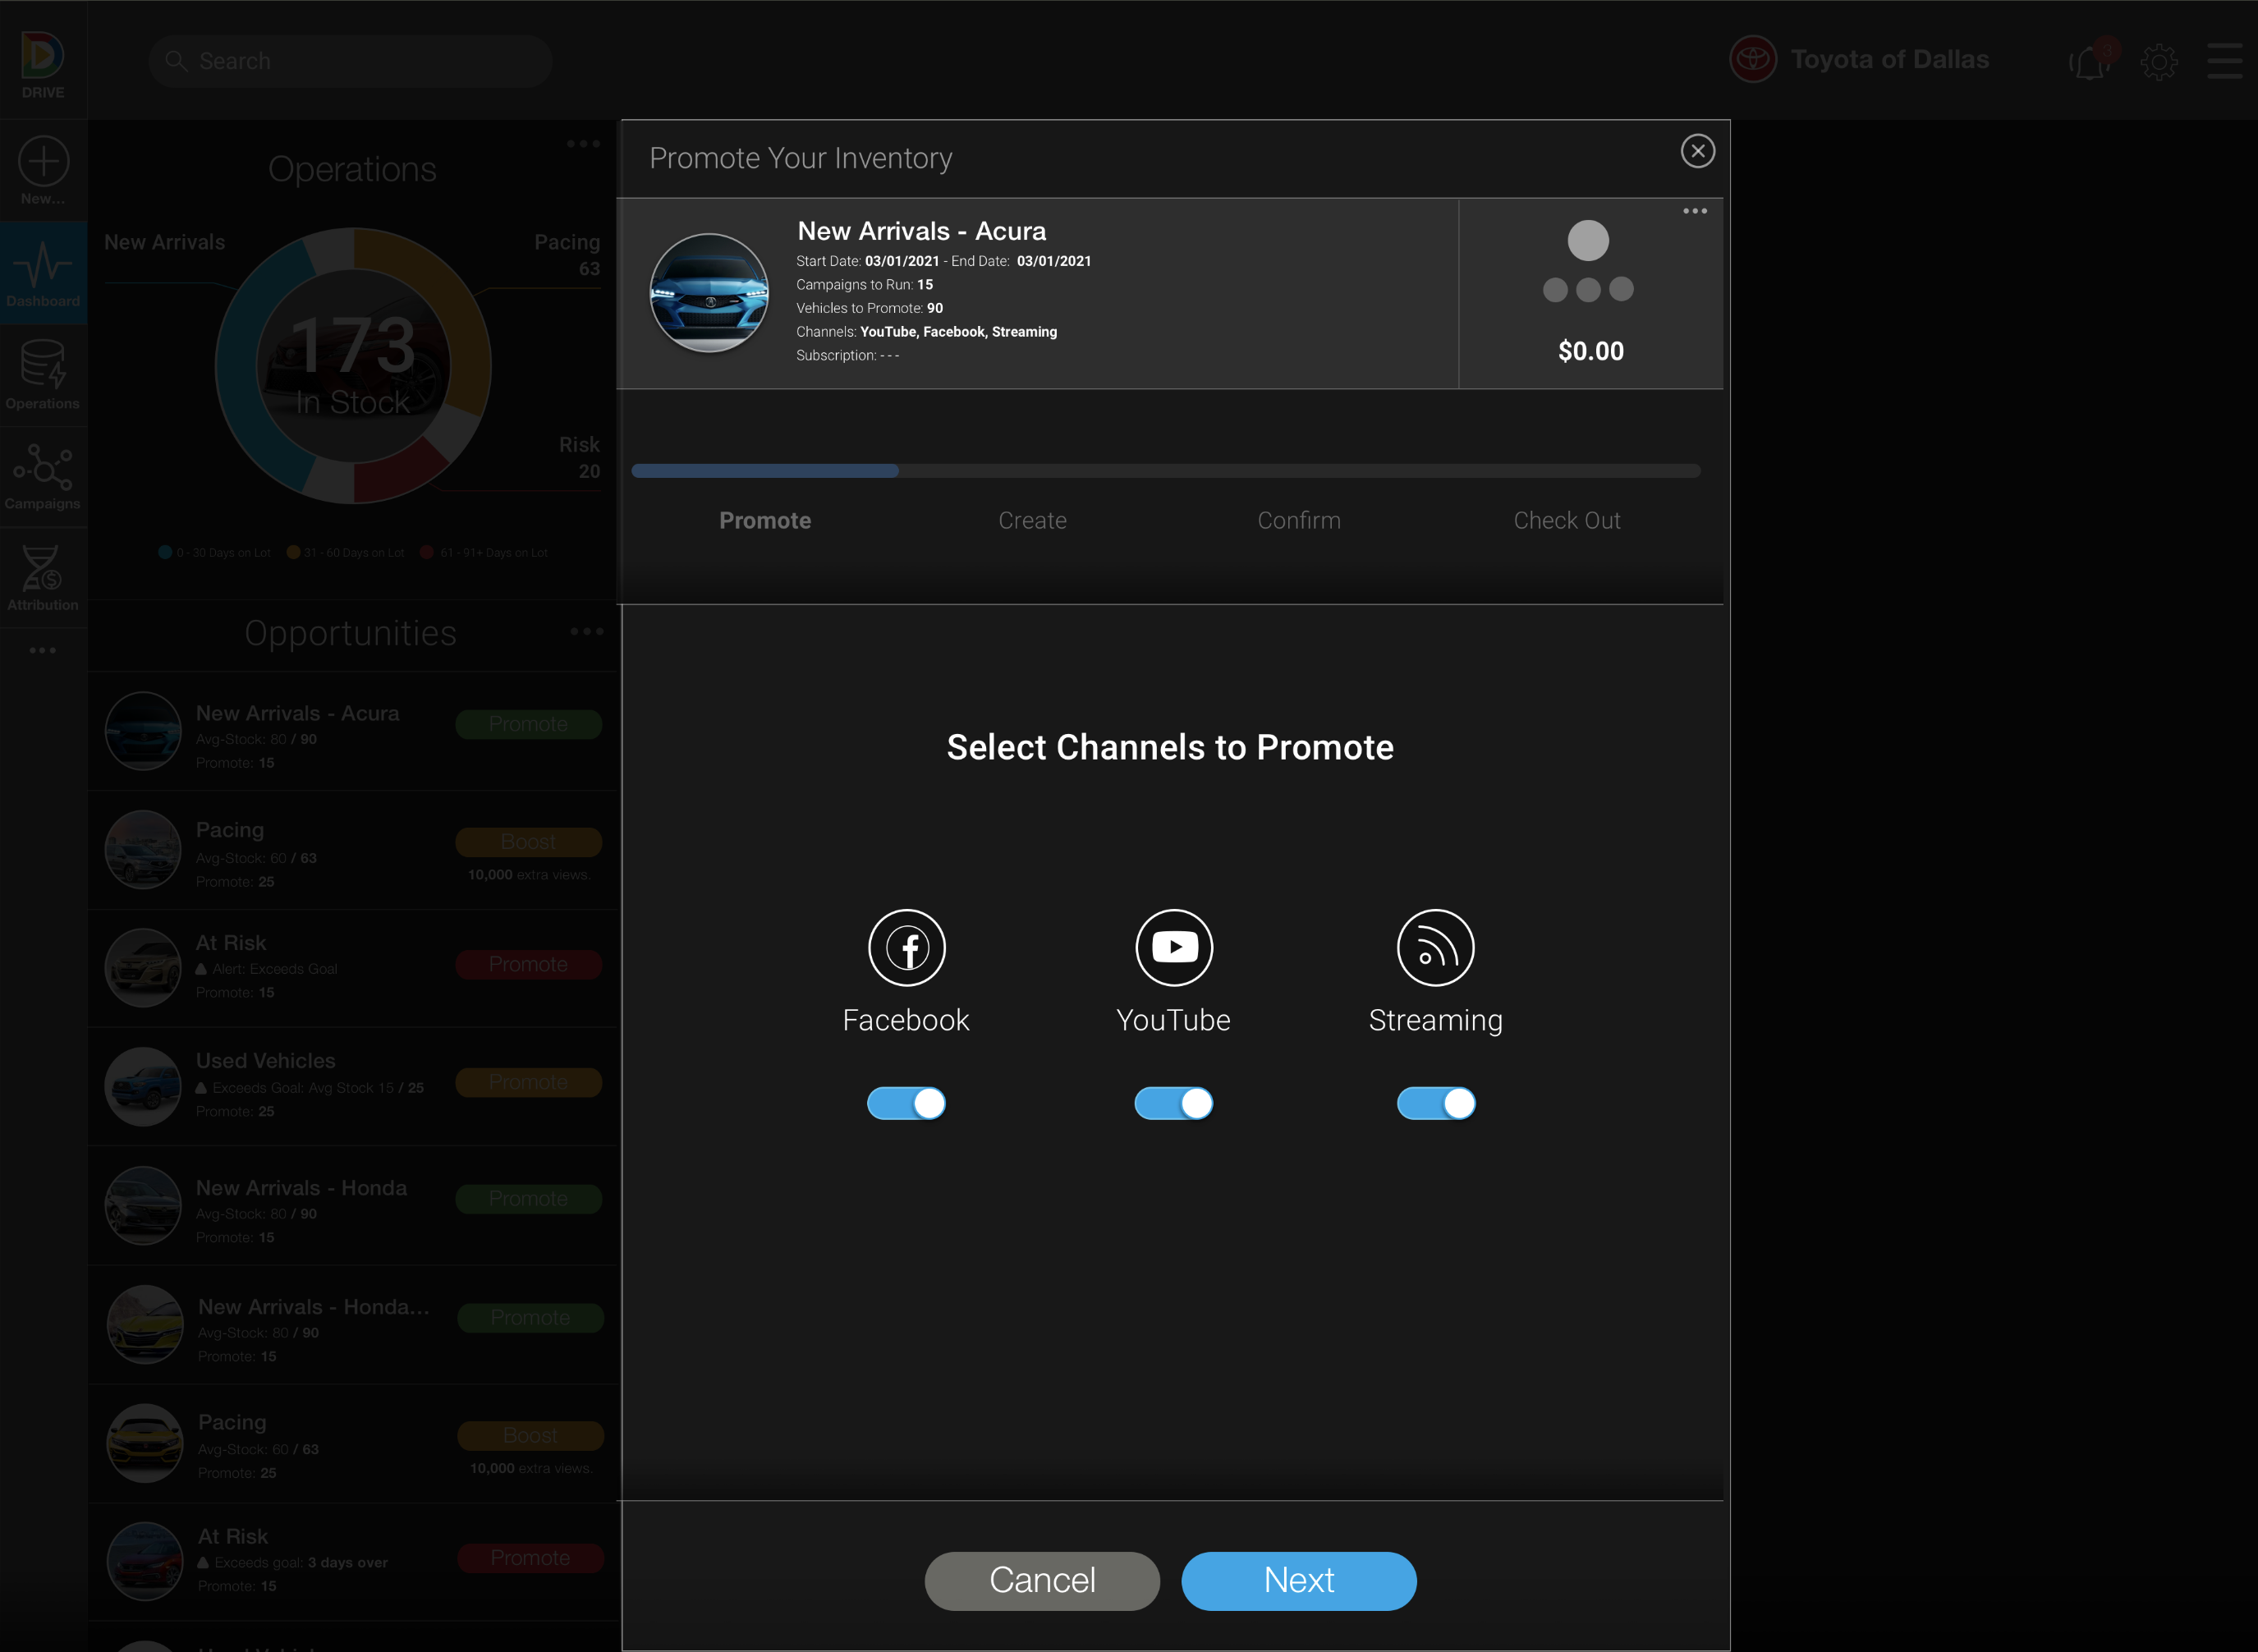 DRIVE
Search
Toyota of Dallas
3
New...
Dashboard
Operations
Campaigns
Attribution
Operations
New Arrivals
Pacing
63
173
In Stock
Risk
20
0 - 30 Days on Lot
31 - 60 Days on Lot
61 - 91+ Days on Lot
Opportunities
New Arrivals - Acura
Avg-Stock: 80 / 90
Promote: 15
Promote
Pacing
Avg-Stock: 60 / 63
Promote: 25
Boost
10,000 extra views.
At Risk
Alert: Exceeds Goal
Promote: 15
Promote
Used Vehicles
Exceeds Goal: Avg Stock 15 / 25
Promote: 25
Promote
New Arrivals - Honda
Avg-Stock: 80 / 90
Promote: 15
Promote
New Arrivals - Honda...
Avg-Stock: 80 / 90
Promote: 15
Promote
Pacing
Avg-Stock: 60 / 63
Promote: 25
Boost
10,000 extra views.
At Risk
Exceeds goal: 3 days over
Promote: 15
Promote
Promote Your Inventory
New Arrivals - Acura
Start Date: 03/01/2021 - End Date: 03/01/2021
Campaigns to Run: 15
Vehicles to Promote: 90
Channels: YouTube, Facebook, Streaming
Subscription: - - -
$0.00
Promote
Create
Confirm
Check Out
Select Channels to Promote
Facebook
YouTube
Streaming
Cancel
Next